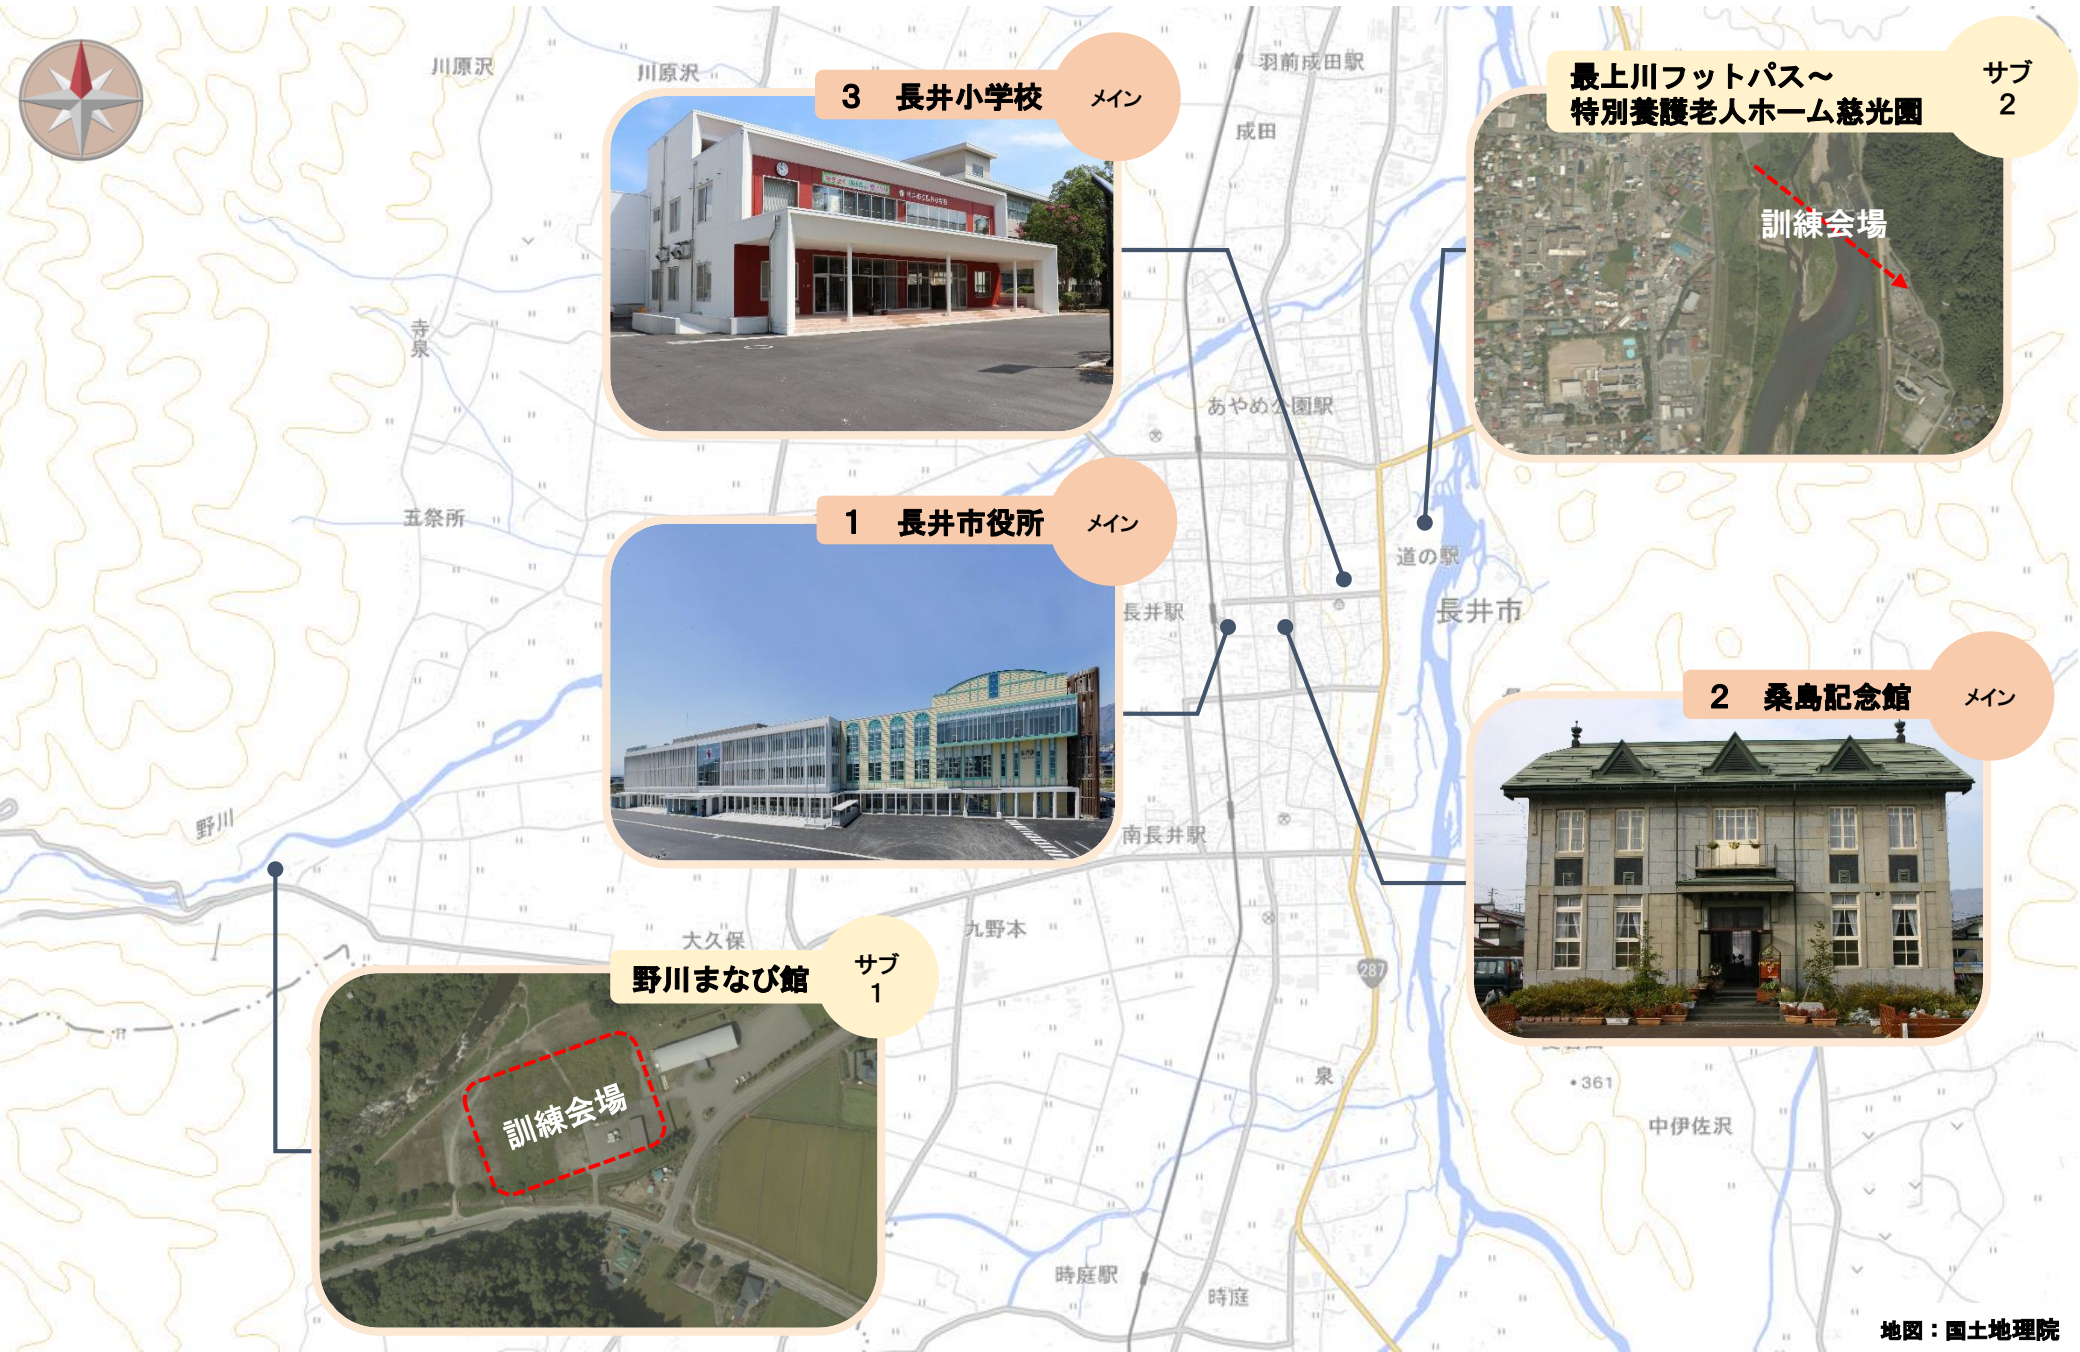 川原沢
川原沢
羽前成田駅
成田
3 長井小学校
メイン
最上川フットパス～
特別養護老人ホーム慈光園
サブ
2
訓練会場
寺泉
あやめ公園駅
五祭所
1 長井市役所
メイン
道の駅
長井市
長井駅
2 桑島記念館
メイン
野川
南長井駅
大久保
九野本
287
野川まなび館
サブ
1
訓練会場
泉
361
中伊佐沢
時庭駅
時庭
地図：国土地理院